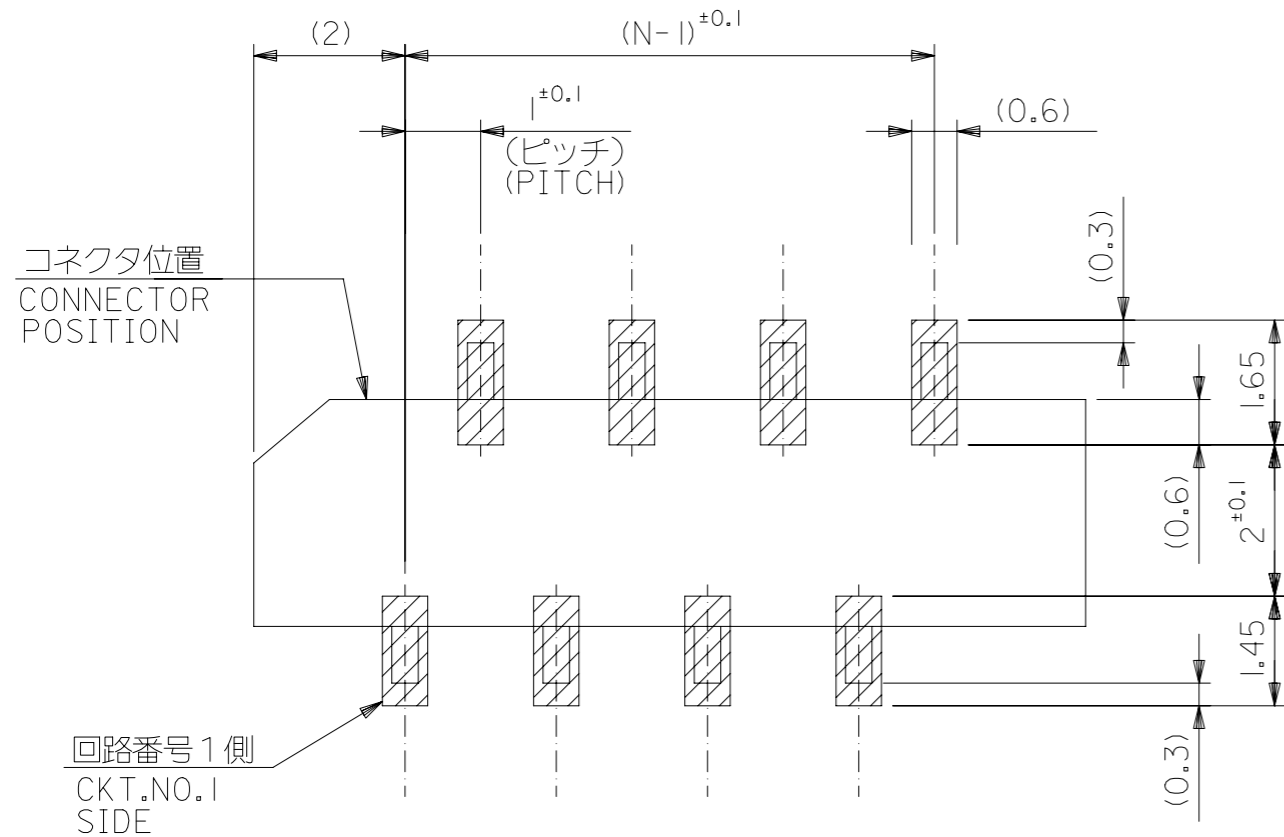 (2)
(N-1)±0.1
1±0.1
(ピッチ)
(PITCH)
(0.6)
(0.3)
コネクタ位置
CONNECTOR
POSITION
1.65
(0.6)
2±0.1
1.45
(0.3)
回路番号1側
CKT.NO.1
SIDE